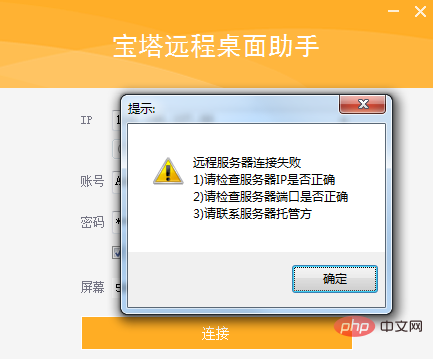 宝塔远程桌面助手
提示:
IP
1
远程服务器连接失败
1)请检查服务器IP是否正确
2)请检查服务器端口是否正确
3)请联系服务器托管方
账号
密码
确定
屏幕
连接
php 中文网